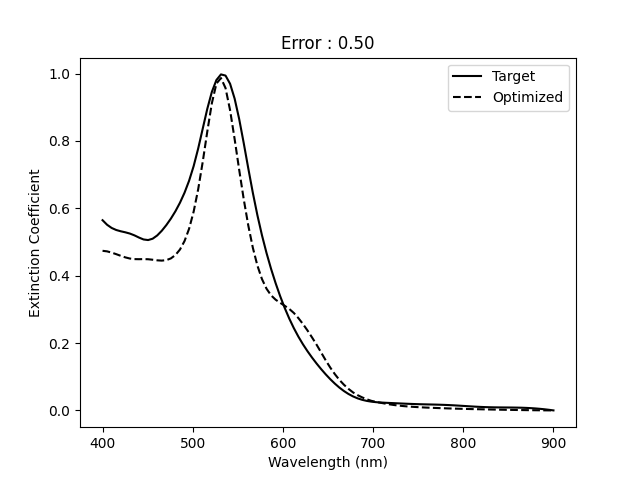 Error : 0.50
Target
Optimized
Extinction Coefficient
1.0
0.8
0.6
0.4
0.2
0.0
400 500 600 700 800 900
Wavelength (nm)